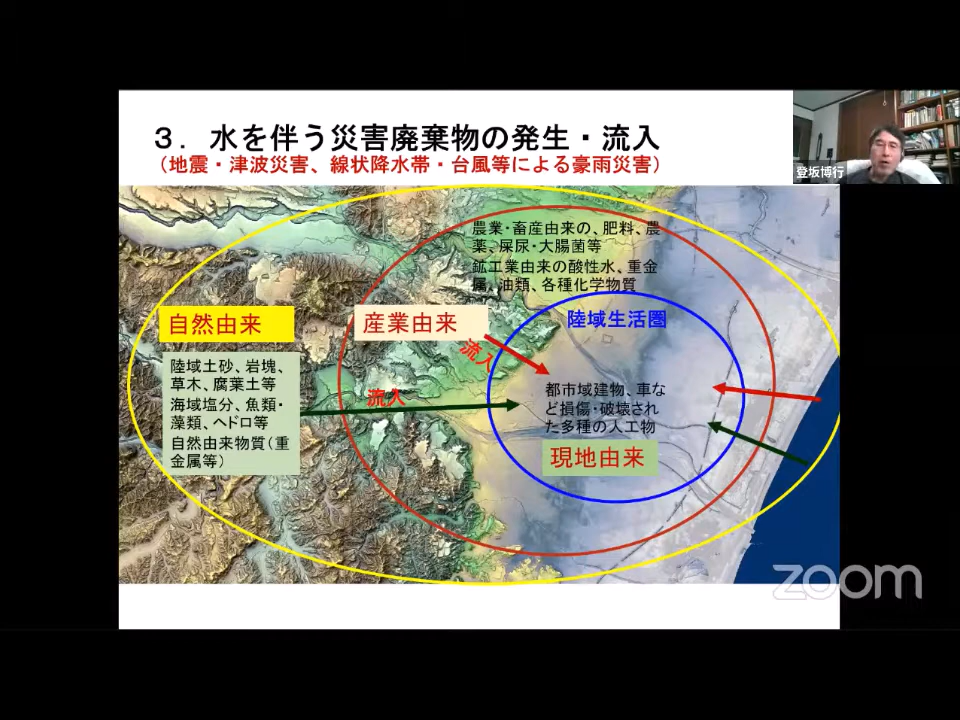 3. 水を伴う災害廃棄物の発生・流入
（地震・津波災害、線状降水帯・台風等による豪雨災害）
登坂博行
農業・畜産由来の、肥料、農
薬、屎尿・大腸菌等
鉱工業由来の酸性水、重金
属、油類、各種化学物質
自然由来
産業由来
陸域生活圏
流入
陸域土砂、岩塊、
草木、腐葉土等
海域塩分、魚類・
藻類、ヘドロ等
自然由来物質（重
金属等）
流入
都市域建物、車な
ど損傷・破壊され
た多種の人工物
現地由来
zoom